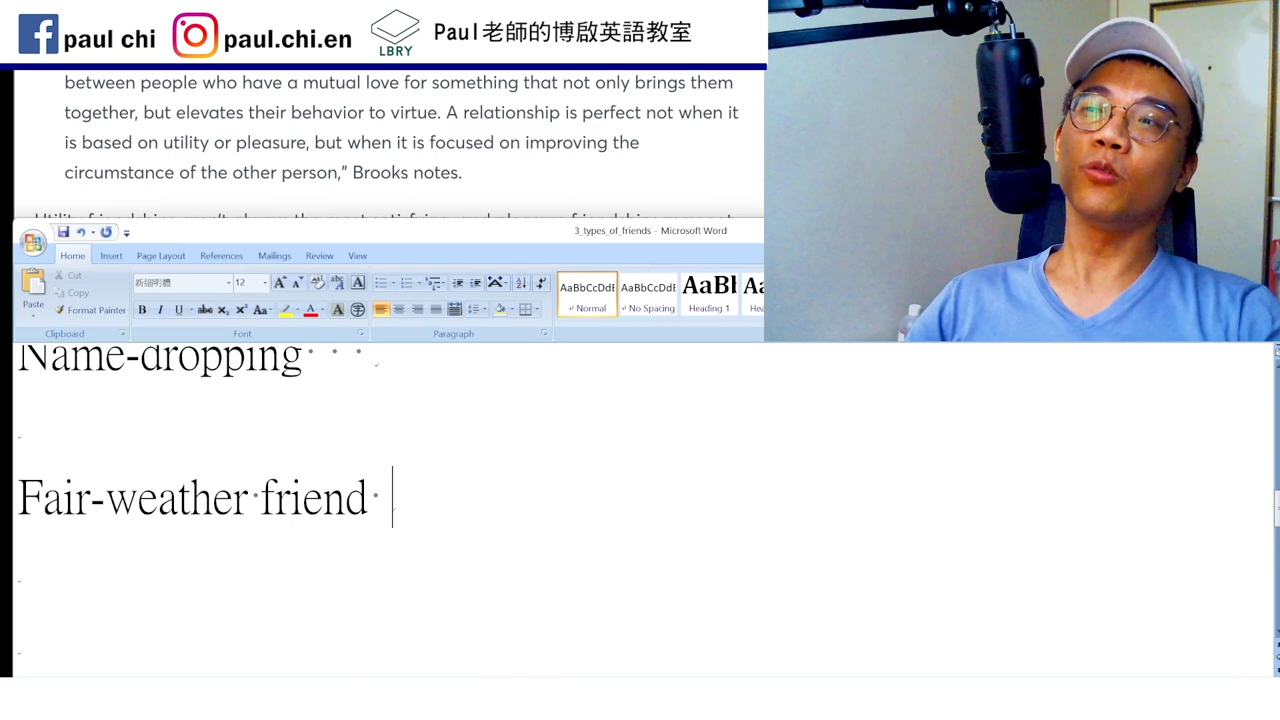 paul chi
paul.chi.en
LBRY
Paul老師的博啟英語教室
between people who have a mutual love for something that not only brings them
together, but elevates their behavior to virtue. A relationship is perfect not when it
is based on utility or pleasure, but when it is focused on improving the
circumstance of the other person,” Brooks notes.
3_types_of_friends - Microsoft Word
Home Insert Page Layout References Mailings Review View
Paste
Cut
Copy
Format Painter
Clipboard
新細明體 12
Font
Paragraph
AaBbCcDdE AaBbCcDdE AaBb
Normal No Spacing Heading 1
Name-dropping
Fair-weather friend